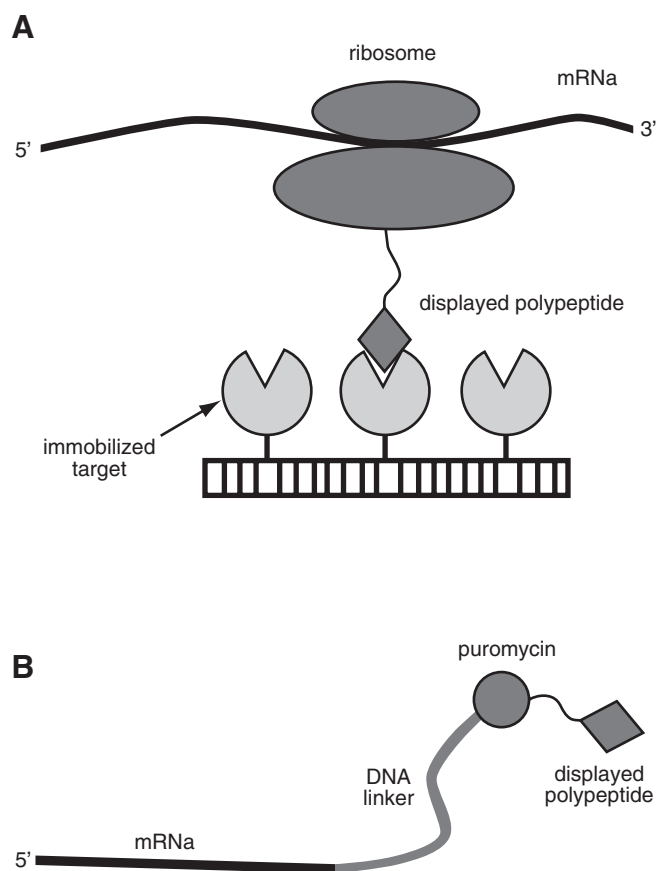 A
ribosome
mRNa
5’
3’
displayed polypeptide
immobilized
target
B
puromycin
DNA
linker
displayed
polypeptide
mRNa
5’